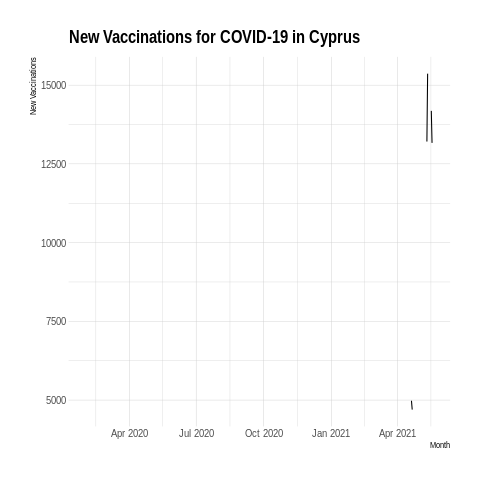 New Vaccinations for COVID-19 in Cyprus
New Vaccinations
15000
12500
10000
7500
5000
Apr 2020 Jul 2020 Oct 2020 Jan 2021 Apr 2021
Month